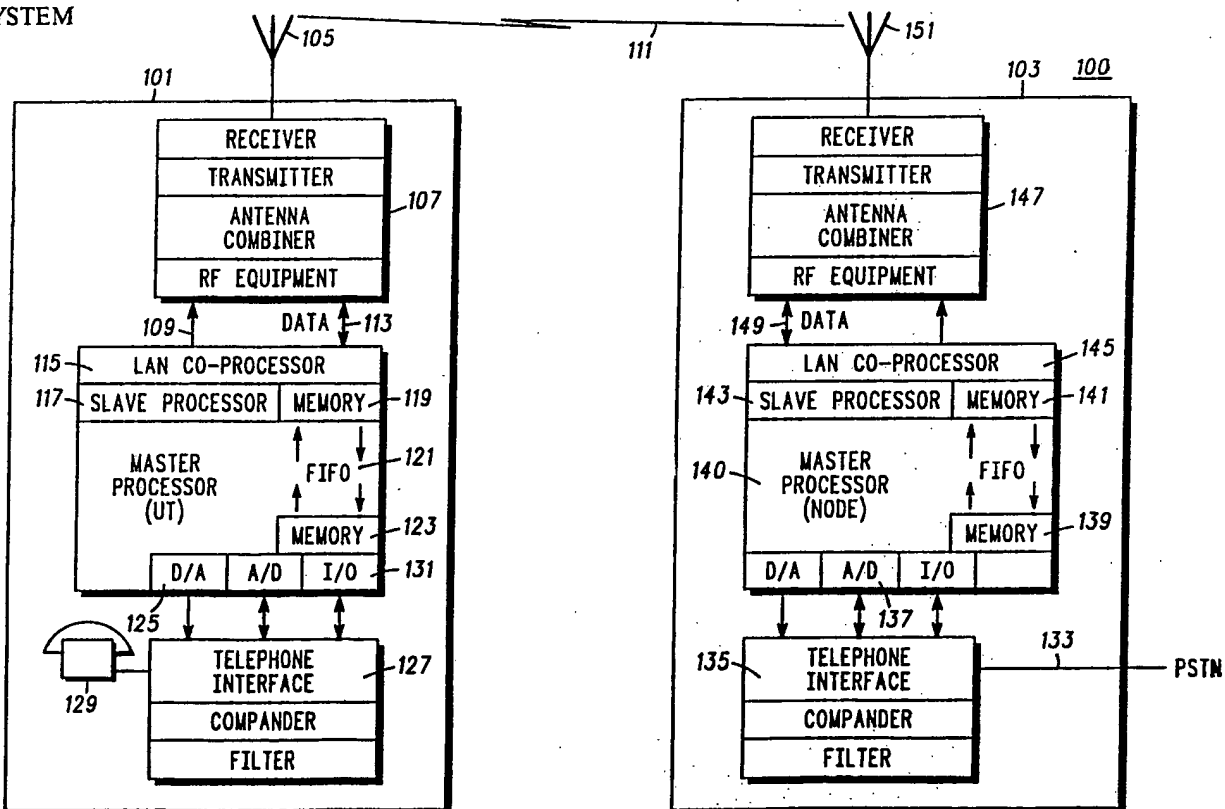 YSTEM
105
111
151
101
103
100
RECEIVER
TRANSMITTER
ANTENNA
COMBINER
RF EQUIPMENT
107
109
DATA
113
115
LAN CO-PROCESSOR
117
SLAVE PROCESSOR
MEMORY
119
MASTER
PROCESSOR
(UT)
FIFO
121
MEMORY
123
D/A
A/D
I/O
131
125
129
TELEPHONE
INTERFACE
127
COMPANDER
FILTER
RECEIVER
TRANSMITTER
ANTENNA
COMBINER
RF EQUIPMENT
147
149
DATA
LAN CO-PROCESSOR
145
143
SLAVE PROCESSOR
MEMORY
141
140
MASTER
PROCESSOR
(NODE)
FIFO
MEMORY
139
D/A
A/D
I/O
137
135
TELEPHONE
INTERFACE
133
PSTN
COMPANDER
FILTER